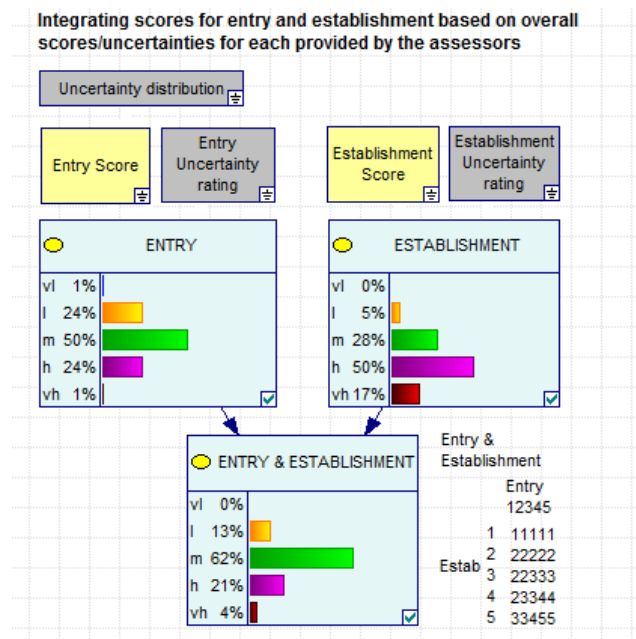 Integrating scores for entry and establishment based on overall
scores/uncertainties for each provided by the assessors
Uncertainty distribution
Entry Score
Entry
Uncertainty
rating
Establishment
Score
Establishment
Uncertainty
rating
ENTRY
vl 1%
l 24%
m 50%
h 24%
vh 1%
ESTABLISHMENT
vl 0%
l 5%
m 28%
h 50%
vh 17%
ENTRY & ESTABLISHMENT
vl 0%
l 13%
m 62%
h 21%
vh 4%
Entry &
Establishment
Entry
12345
Estab
1 11111
2 22222
3 22333
4 23344
5 33455